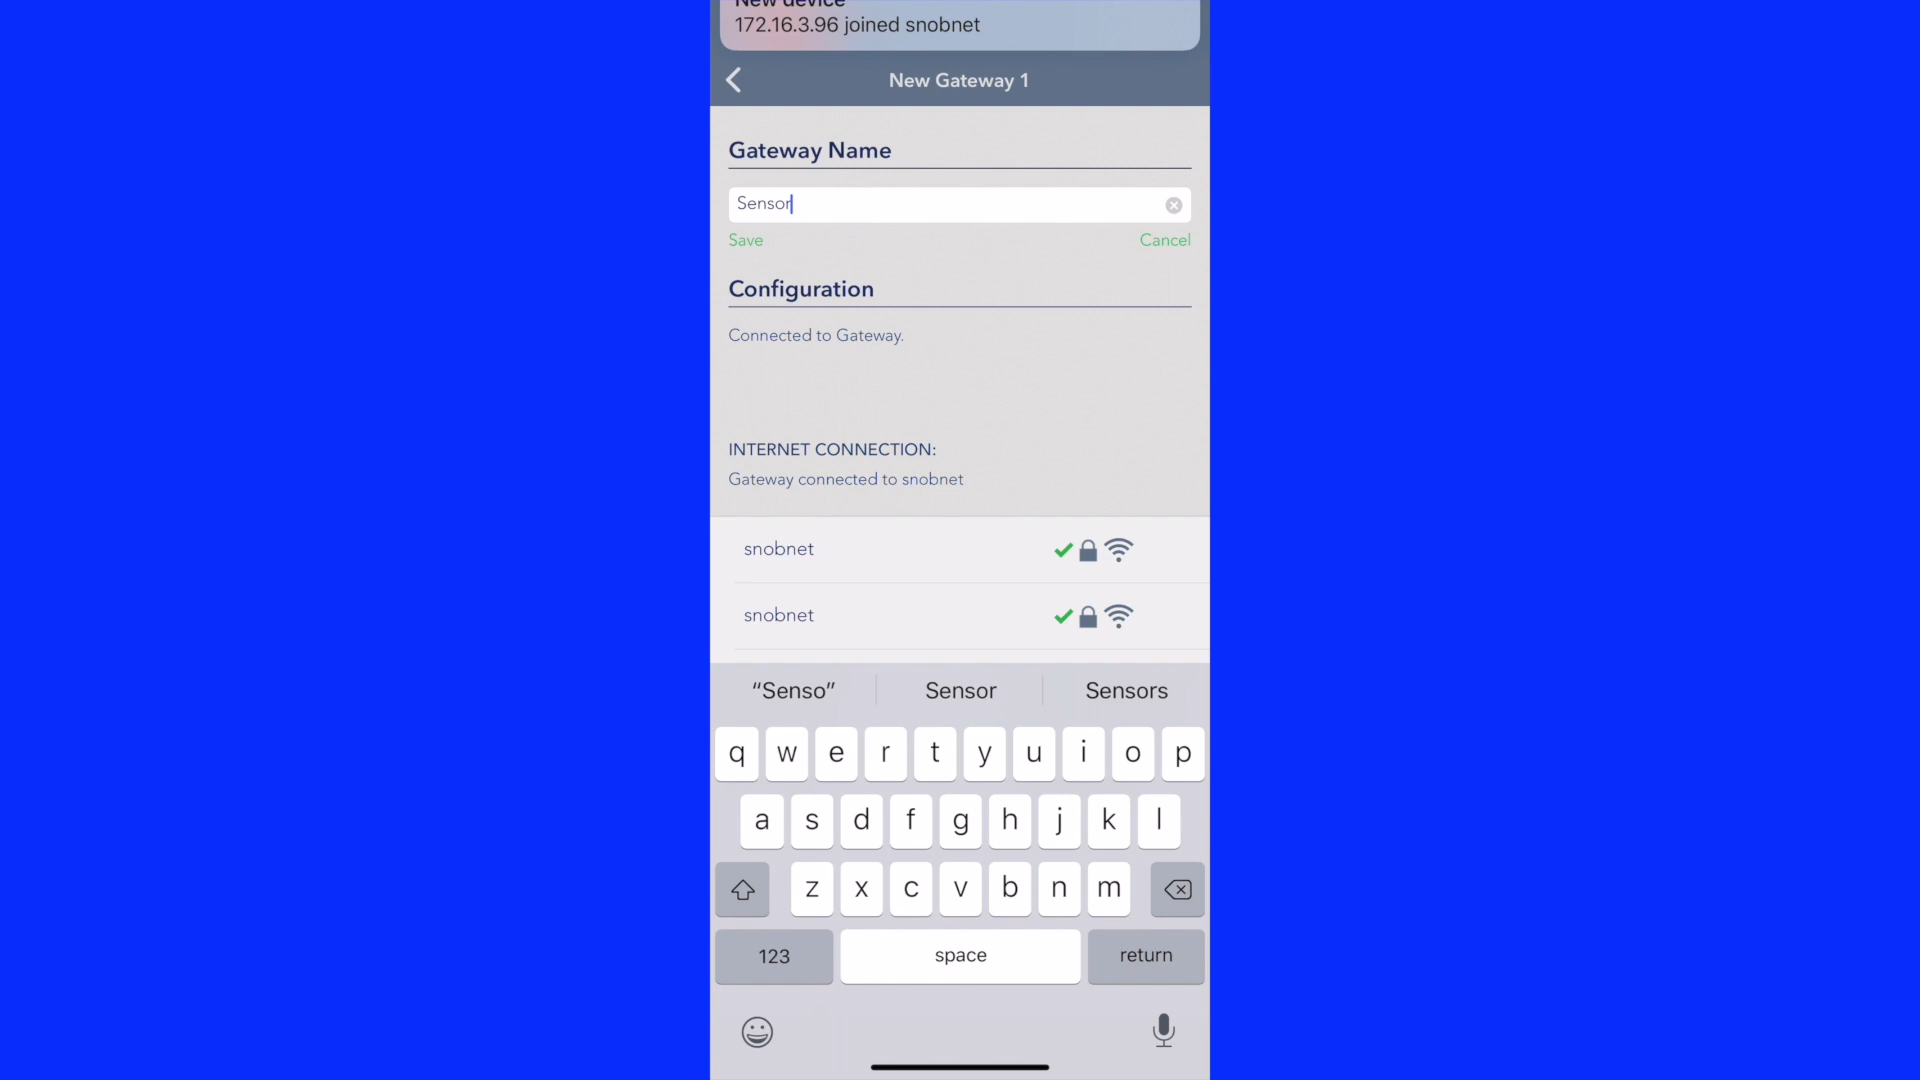 New device
172.16.3.96 joined snobnet
New Gateway 1
Gateway Name
Sensor
Save Cancel
Configuration
Connected to Gateway.
INTERNET CONNECTION:
Gateway connected to snobnet
snobnet
snobnet
“Senso” Sensor Sensors
q w e r t y u i o p
a s d f g h j k l
z x c v b n m
123 space return